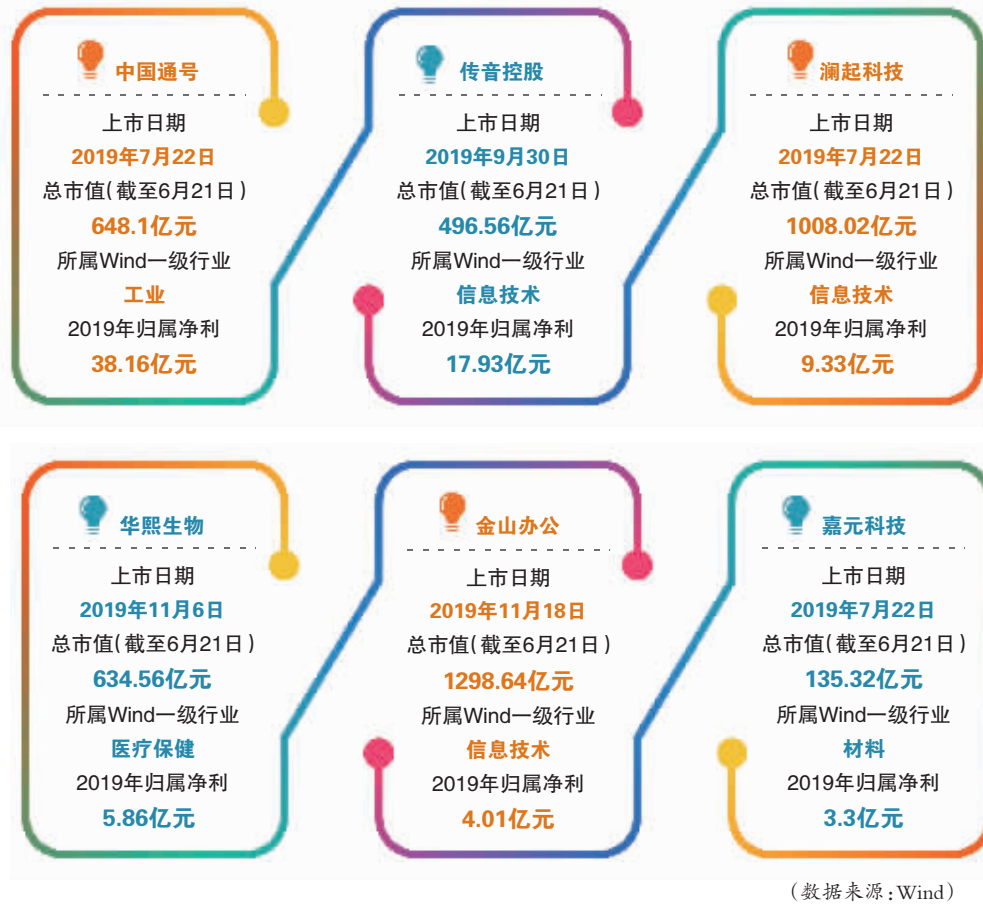 中国通号
上市日期
2019年7月22日
总市值(截至6月21日)
648.1亿元
所属Wind一级行业
工业
2019年归属净利
38.16亿元
传音控股
上市日期
2019年9月30日
总市值(截至6月21日)
496.56亿元
所属Wind一级行业
信息技术
2019年归属净利
17.93亿元
澜起科技
上市日期
2019年7月22日
总市值(截至6月21日)
1008.02亿元
所属Wind一级行业
信息技术
2019年归属净利
9.33亿元
华熙生物
上市日期
2019年11月6日
总市值(截至6月21日)
634.56亿元
所属Wind一级行业
医疗保健
2019年归属净利
5.86亿元
金山办公
上市日期
2019年11月18日
总市值(截至6月21日)
1298.64亿元
所属Wind一级行业
信息技术
2019年归属净利
4.01亿元
嘉元科技
上市日期
2019年7月22日
总市值(截至6月21日)
135.32亿元
所属Wind一级行业
材料
2019年归属净利
3.3亿元
(数据来源:Wind)